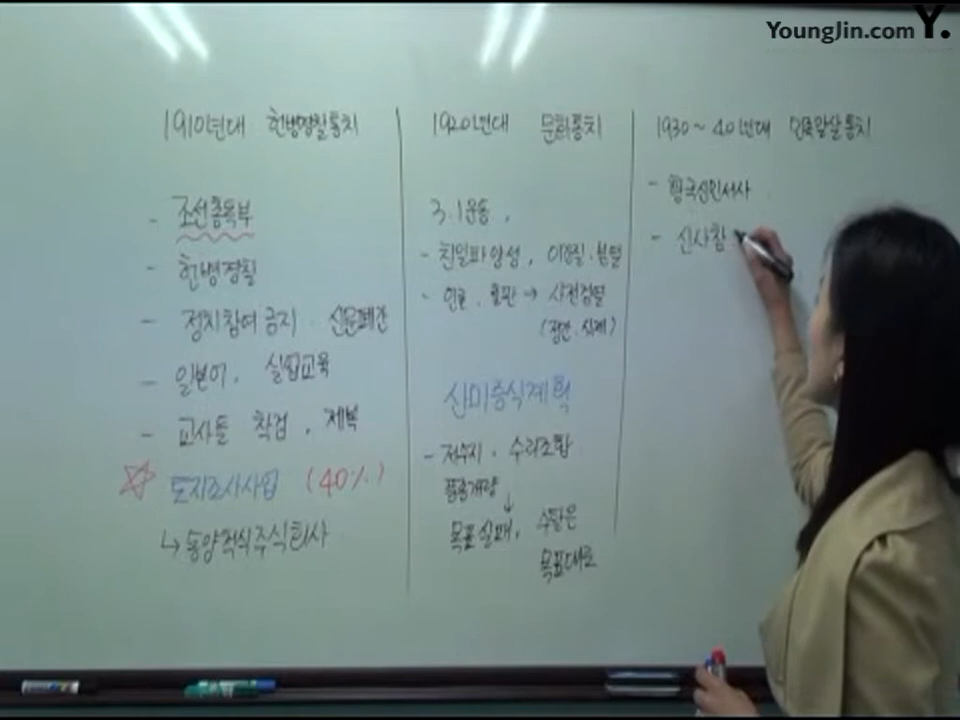 YoungJin.com Y.
1910년대 헌병경찰통치
- 조선총독부
- 헌병경찰
- 정치참여금지 . 신문폐간
- 일본어, 실업교육
- 교사들 착검, 제복
☆ 토지조사사업 (40%)
↳ 동양척식주식회사
1920년대 문화통치
3.1운동,
- 친일파양성, 이간질.분열
- 언론, 출판 → 사전검열
(정간.삭제)
산미증식계획
- 저수지. 수리조합
품종개량
↓
목표실패, 수탈은
목표대로
1930~40년대 민족말살통치
- 황국신민서사
- 신사참